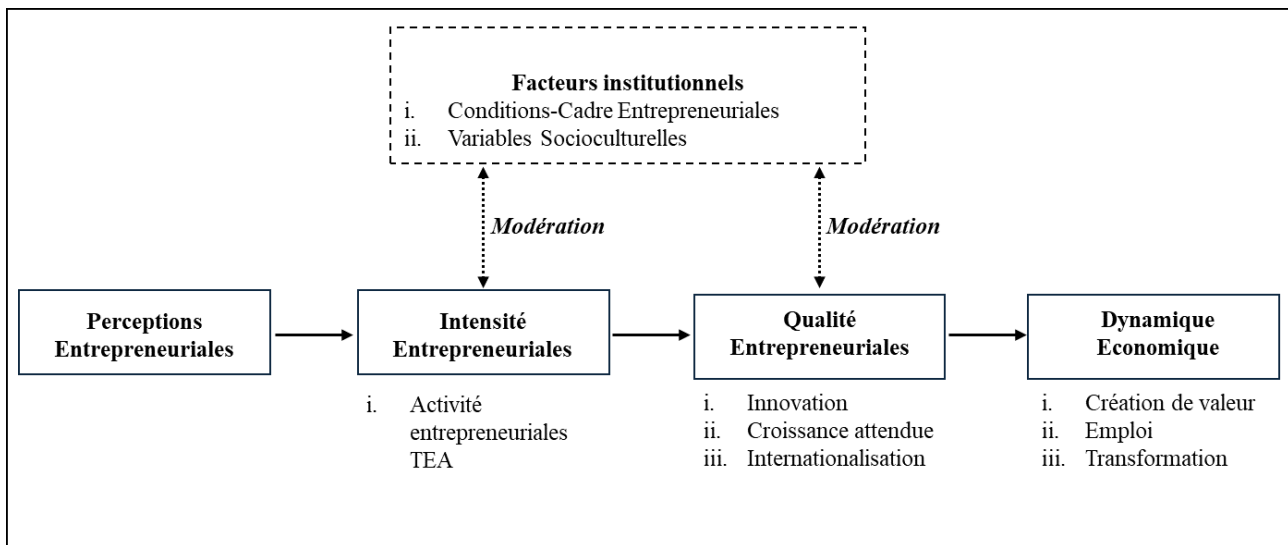 Facteurs institutionnels
i. Conditions-Cadre Entrepreneuriales
ii. Variables Socioculturelles
Modération
Modération
Perceptions
Entrepreneuriales
Intensité
Entrepreneuriales
Qualité
Entrepreneuriales
Dynamique
Economique
i. Activité
entrepreneuriales
TEA
i. Innovation
ii. Croissance attendue
iii. Internationalisation
i. Création de valeur
ii. Emploi
iii. Transformation